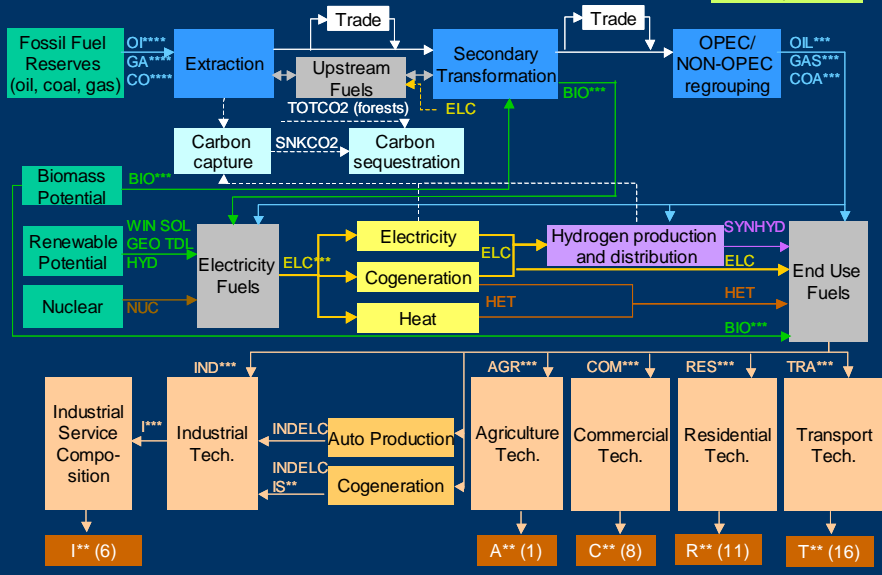 Trade
Trade
Fossil Fuel
Reserves
(oil, coal, gas)
OI****
GA****
CO****
Extraction
Upstream
Fuels
Secondary
Transformation
OPEC/
NON-OPEC
regrouping
OIL***
GAS***
COA***
TOTCO2 (forests)
ELC
BIO***
Carbon
capture
SNKCO2
Carbon
sequestration
Biomass
Potential
BIO***
Renewable
Potential
WIN SOL
GEO TDL
HYD
Nuclear
NUC
Electricity
Fuels
ELC***
Electricity
Cogeneration
Heat
ELC
HET
Hydrogen production
and distribution
SYNHYD
ELC
HET
BIO***
End Use
Fuels
IND***
AGR***
COM***
RES***
TRA***
Industrial
Service
Compo-
sition
I***
Industrial
Tech.
INDELC
Auto Production
INDELC
IS**
Cogeneration
Agriculture
Tech.
Commercial
Tech.
Residential
Tech.
Transport
Tech.
I** (6)
A** (1)
C** (8)
R** (11)
T** (16)